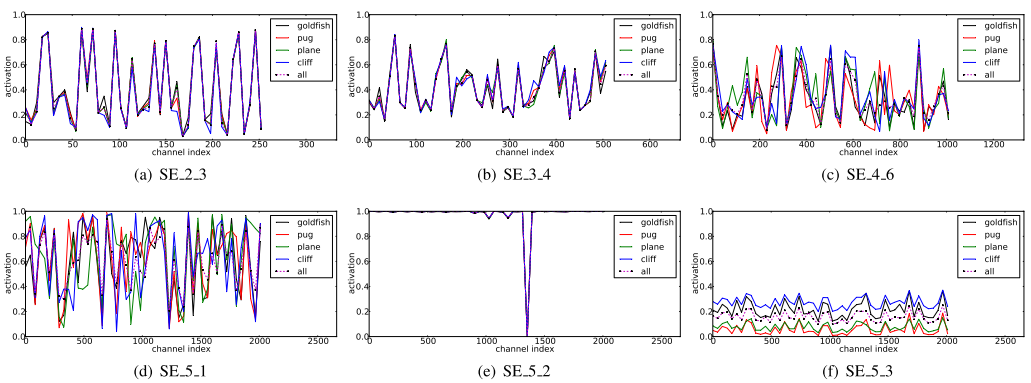 1.0
0.8
0.6
0.4
0.2
0.0
activation
0 50 100 150 200 250 300
channel index
goldfish
pug
plane
cliff
all
(a) SE_2_3
1.0
0.8
0.6
0.4
0.2
0.0
activation
0 100 200 300 400 500 600
channel index
goldfish
pug
plane
cliff
all
(b) SE_3_4
1.0
0.8
0.6
0.4
0.2
0.0
activation
0 200 400 600 800 1000 1200
channel index
goldfish
pug
plane
cliff
all
(c) SE_4_6
1.0
0.8
0.6
0.4
0.2
0.0
activation
0 500 1000 1500 2000 2500
channel index
goldfish
pug
plane
cliff
all
(d) SE_5_1
1.0
0.8
0.6
0.4
0.2
0.0
activation
0 500 1000 1500 2000 2500
channel index
goldfish
pug
plane
cliff
all
(e) SE_5_2
1.0
0.8
0.6
0.4
0.2
0.0
activation
0 500 1000 1500 2000 2500
channel index
goldfish
pug
plane
cliff
all
(f) SE_5_3